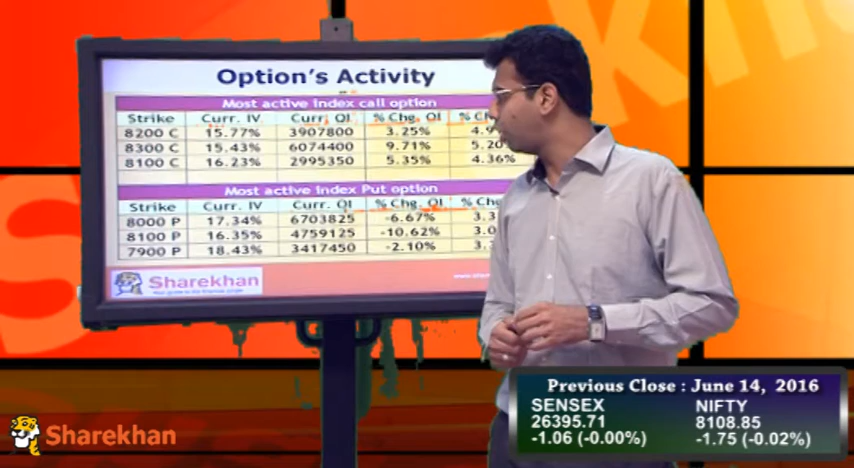 Option's Activity
Most active index call option
Strike Curr. IV Curr. OI % Chg. OI
8200 C 15.77% 3907800 3.25%
8300 C 15.43% 6074400 9.71% 5.20
8100 C 16.23% 2995350 5.35% 4.36%
Most active index Put option
Strike Curr. IV Curr. OI % Chg. OI
8000 P 17.34% 6703825 -6.67%
8100 P 16.35% 4759125 -10.62%
7900 P 18.43% 3417450 -2.10%
Sharekhan
Previous Close : June 14, 2016
SENSEX NIFTY
26395.71 8108.85
-1.06 (-0.00%) -1.75 (-0.02%)
Sharekhan